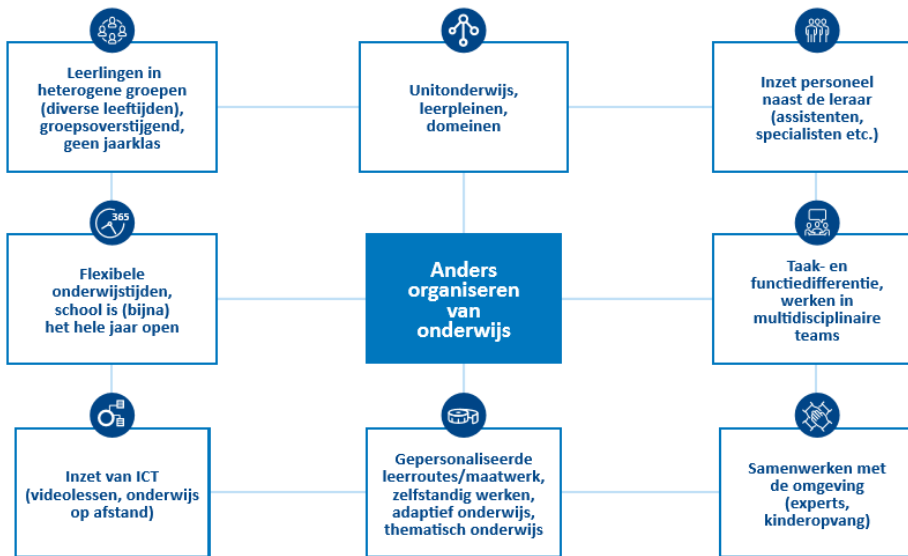 Leerlingen in
heterogene groepen
(diverse leeftijden),
groepsoverstijgend,
geen jaarklas
Unitonderwijs,
leerpleinen,
domeinen
Inzet personeel
naast de leraar
(assistenten,
specialisten etc.)
365
Flexibele
onderwijstijden,
school is (bijna)
het hele jaar open
Anders
organiseren
van
onderwijs
Taak- en
functiedifferentie,
werken in
multidisciplinaire
teams
Inzet van ICT
(videolessen, onderwijs
op afstand)
Gepersonaliseerde
leerroutes/maatwerk,
zelfstandig werken,
adaptief onderwijs,
thematisch onderwijs
Samenwerken met
de omgeving
(experts,
kinderopvang)